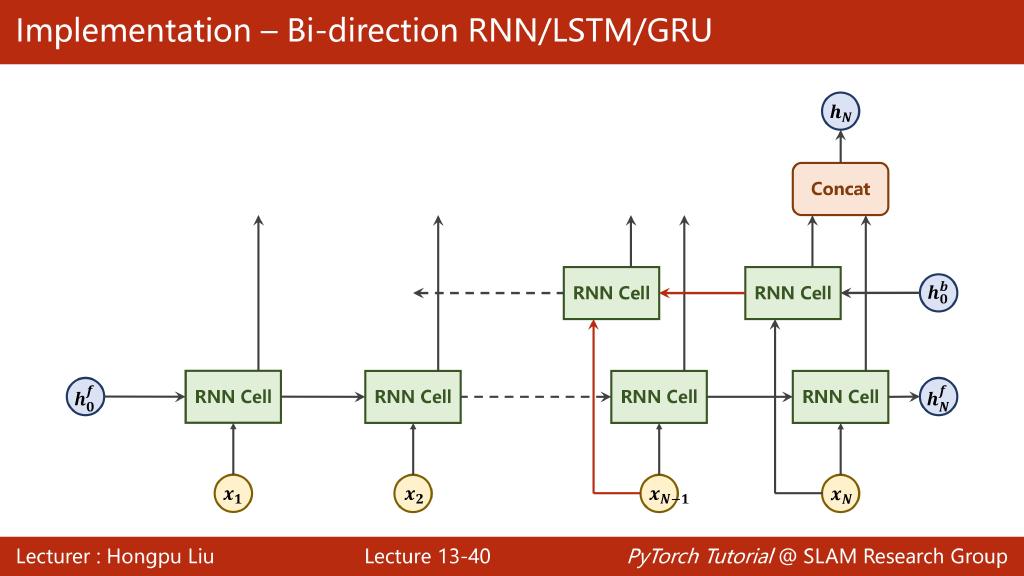 Implementation – Bi-direction RNN/LSTM/GRU
h_N
Concat
RNN Cell RNN Cell h_0^b
h_0^f RNN Cell RNN Cell RNN Cell RNN Cell h_N^f
x_1 x_2 x_{N-1} x_N
Lecturer : Hongpu Liu Lecture 13-40 PyTorch Tutorial @ SLAM Research Group